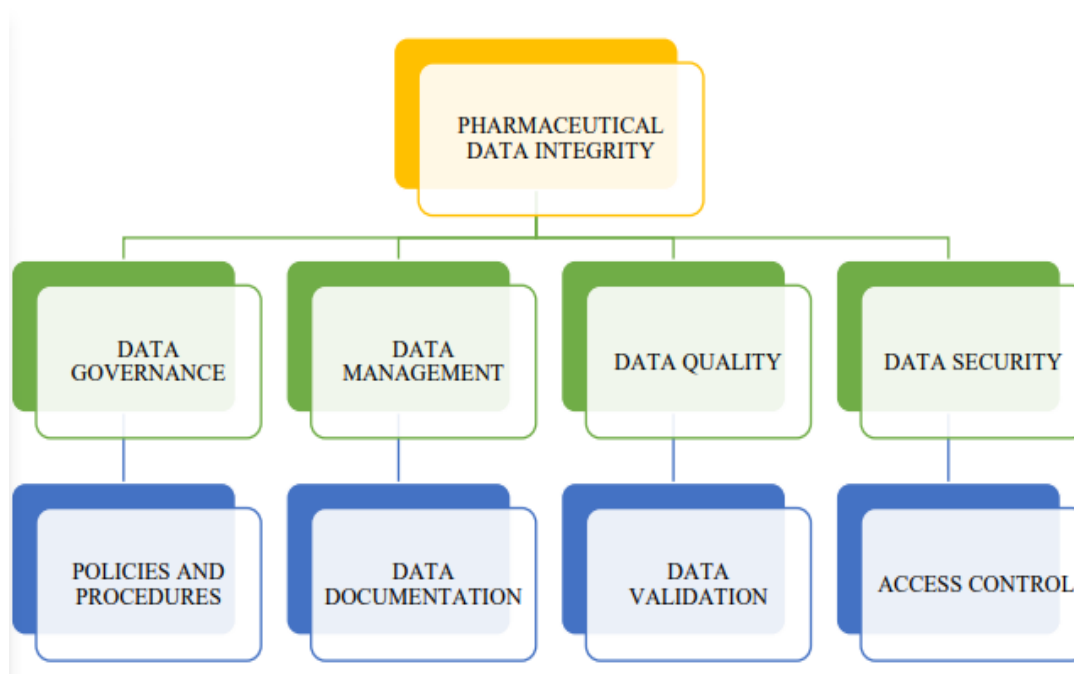 PHARMACEUTICAL
DATA INTEGRITY
DATA
GOVERNANCE
DATA
MANAGEMENT
DATA QUALITY
DATA SECURITY
POLICIES AND
PROCEDURES
DATA
DOCUMENTATION
DATA
VALIDATION
ACCESS CONTROL